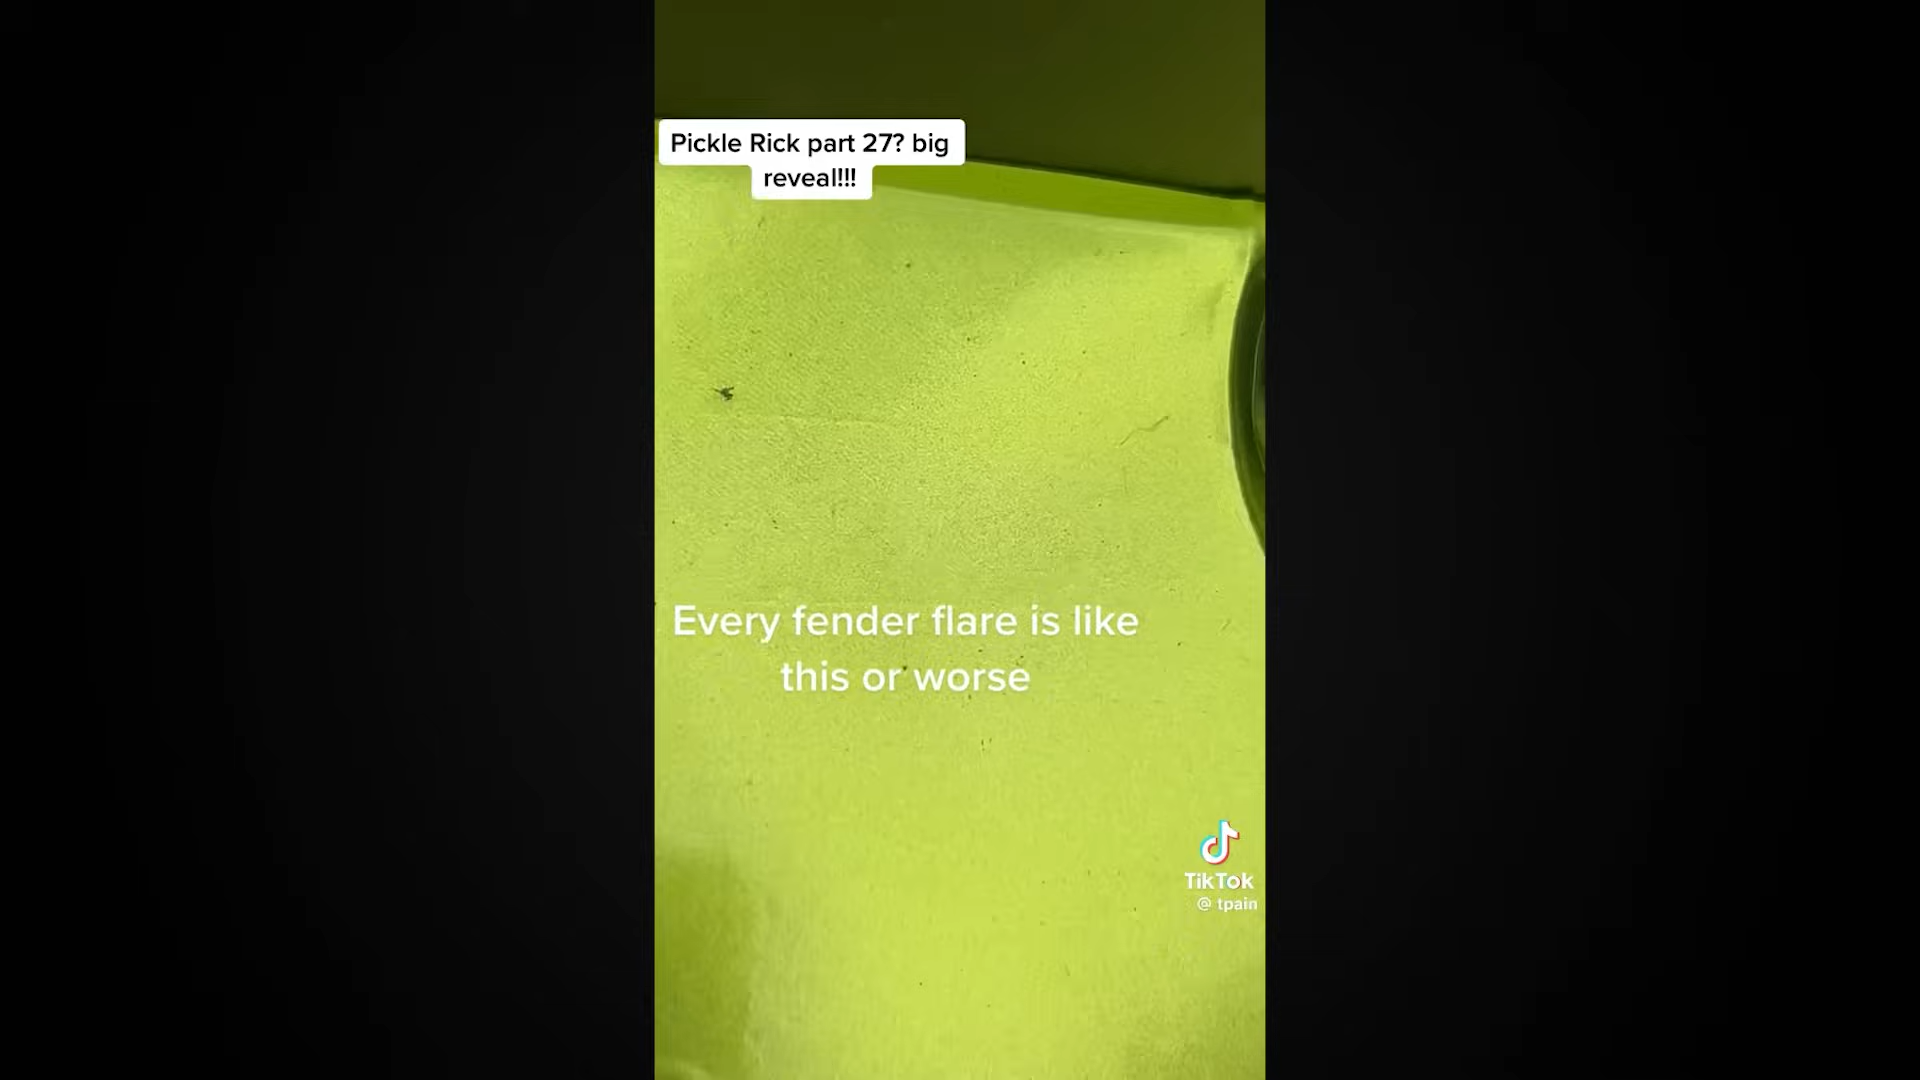 Pickle Rick part 27? big
reveal!!!
Every fender flare is like
this or worse
TikTok
@ tpain